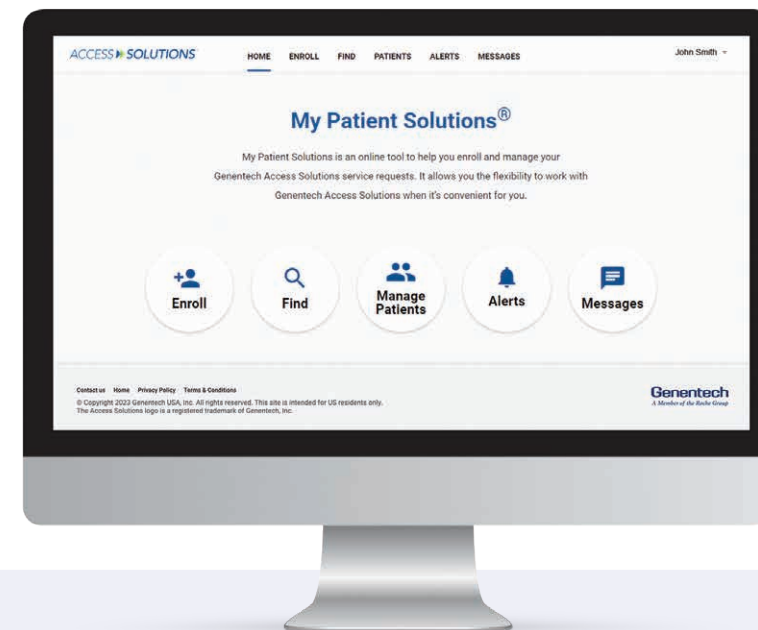 ACCESS SOLUTIONS
HOME ENROLL FIND PATIENTS ALERTS MESSAGES
John Smith
My Patient Solutions®
My Patient Solutions is an online tool to help you enroll and manage your
Genentech Access Solutions service requests. It allows you the flexibility to work with
Genentech Access Solutions when it's convenient for you.
Enroll
Find
Manage
Patients
Alerts
Messages
Contact us Home Privacy Policy Terms & Conditions
© Copyright 2023 Genentech USA, Inc. All rights reserved. This site is intended for US residents only.
The Access Solutions logo is a registered trademark of Genentech, Inc.
Genentech
A Member of the Roche Group